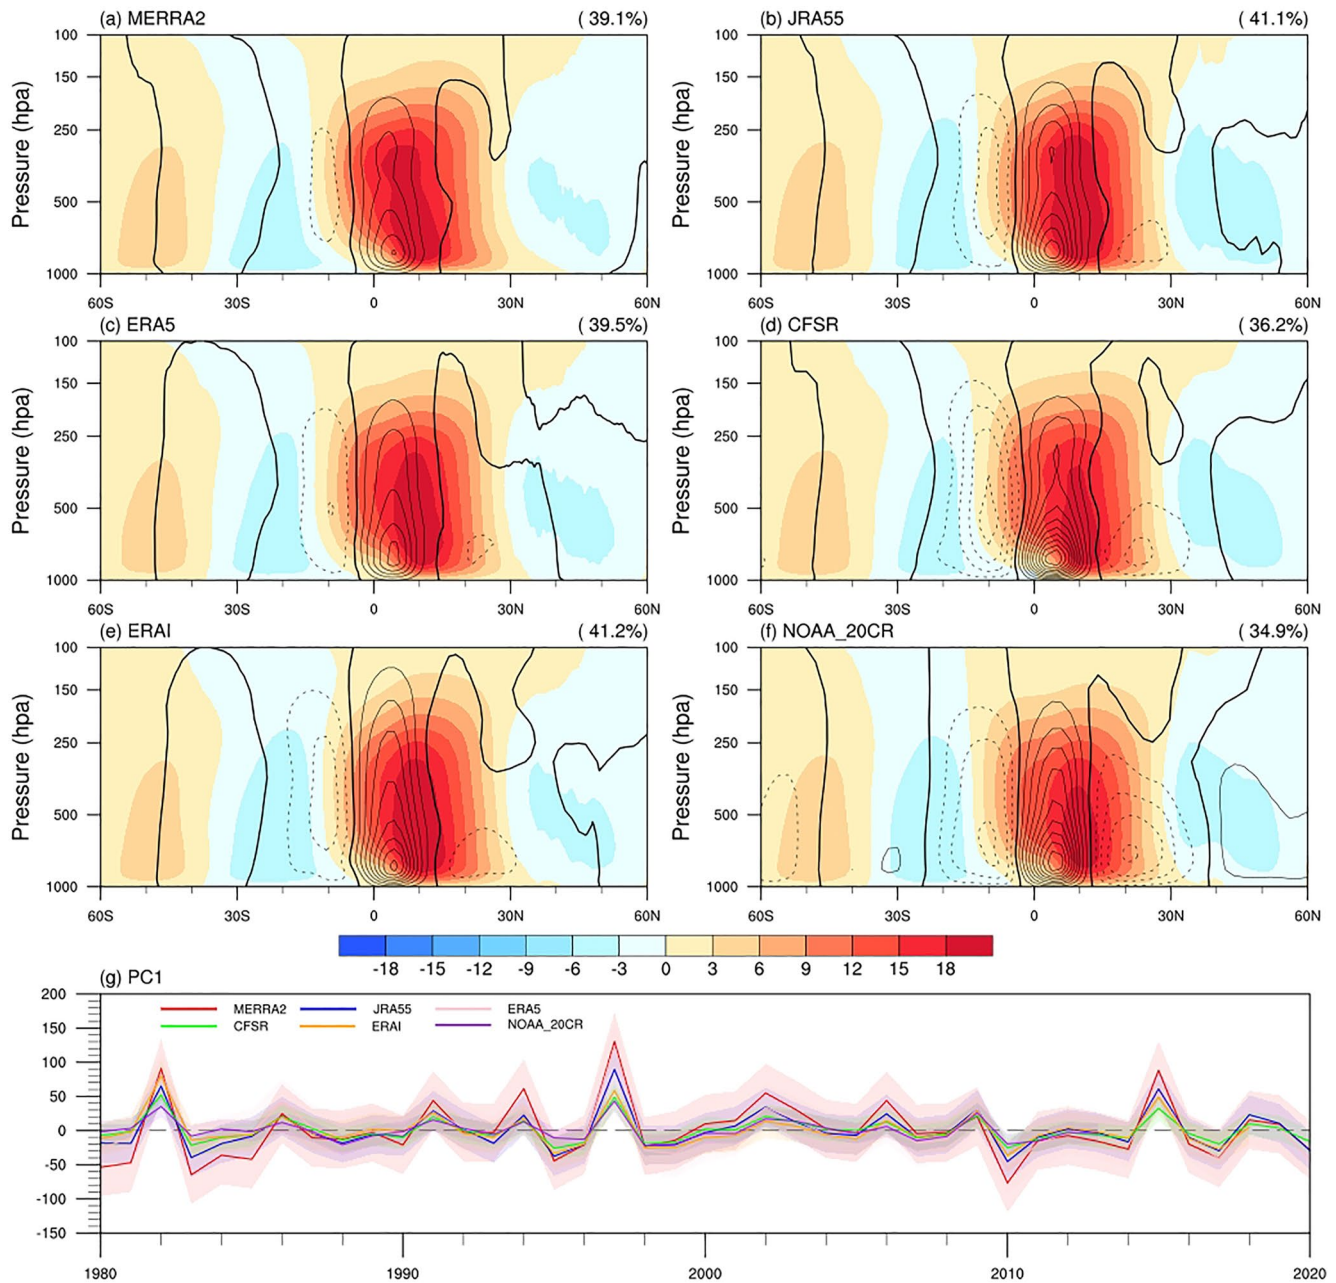 (a) MERRA2 ( 39.1%)
(b) JRA55 ( 41.1%)
Pressure (hpa)
100
150
250
500
1000
60S 30S 0 30N 60N
Pressure (hpa)
100
150
250
500
1000
60S 30S 0 30N 60N
(c) ERA5 ( 39.5%)
(d) CFSR ( 36.2%)
Pressure (hpa)
100
150
250
500
1000
60S 30S 0 30N 60N
Pressure (hpa)
100
150
250
500
1000
60S 30S 0 30N 60N
(e) ERAI ( 41.2%)
(f) NOAA_20CR ( 34.9%)
Pressure (hpa)
100
150
250
500
1000
60S 30S 0 30N 60N
Pressure (hpa)
100
150
250
500
1000
60S 30S 0 30N 60N
-18 -15 -12 -9 -6 -3 0 3 6 9 12 15 18
(g) PC1
200
150
100
50
0
-50
-100
-150
MERRA2 JRA55 ERA5
CFSR ERAI NOAA_20CR
1980 1990 2000 2010 2020